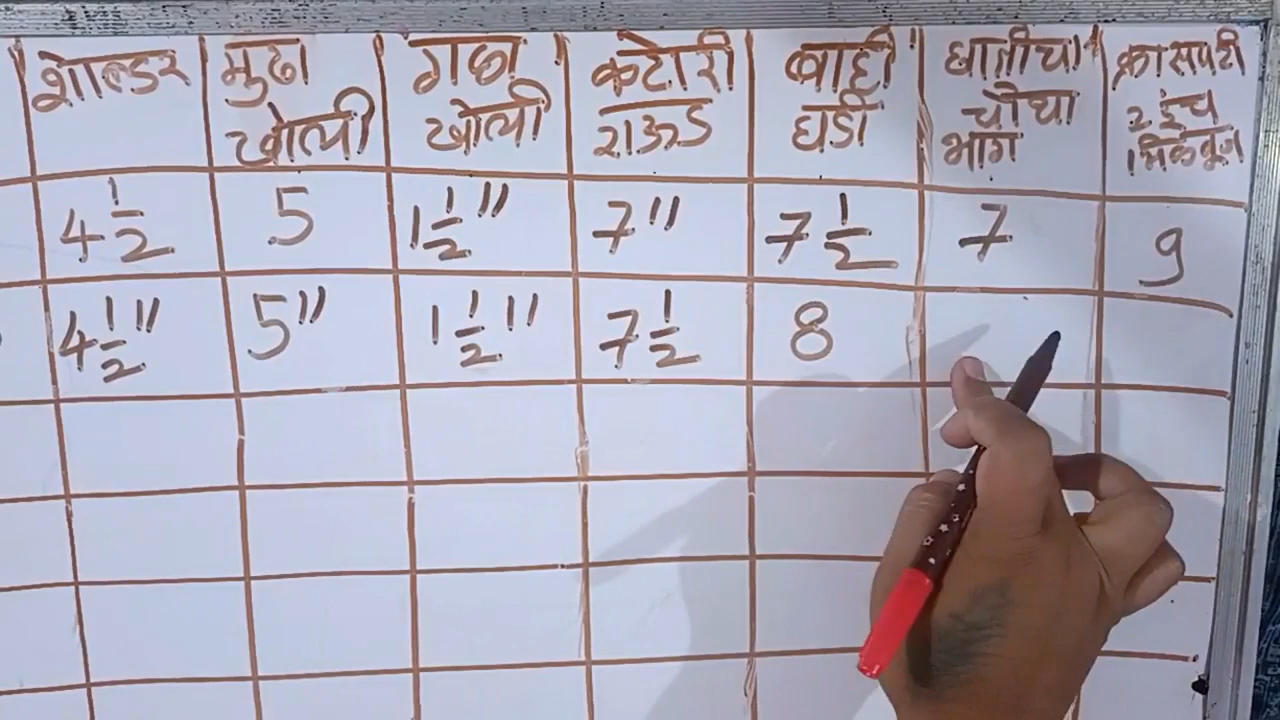 शोल्डर मुढा गळा कटोरी बाही छातीचा क्रासपटी
खोली खोली राऊंड घडी चौथा 2 इंच
भाग मिळवून
4 1/2 5 1 1/2" 7" 7 1/2 7 9
4 1/2" 5" 1 1/2" 7 1/2 8